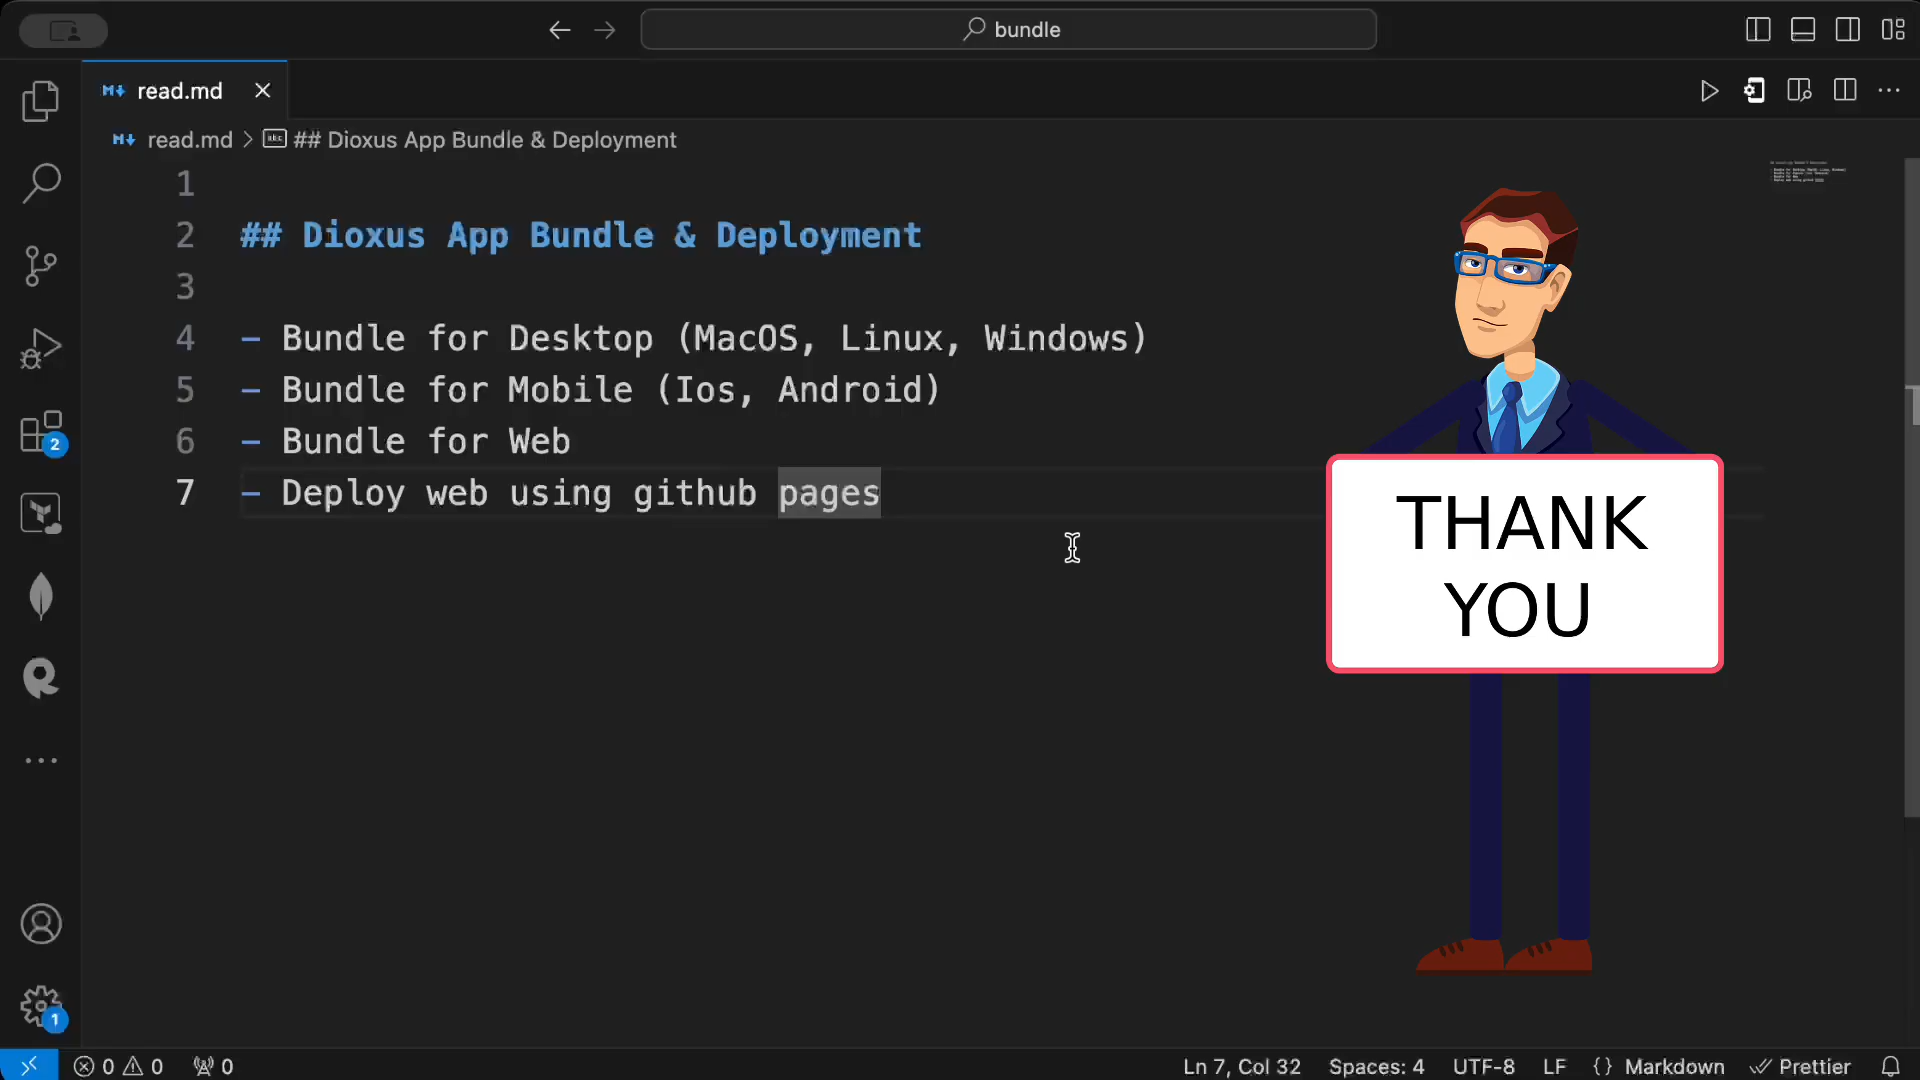 bundle
read.md
read.md > ## Dioxus App Bundle & Deployment
1
2 ## Dioxus App Bundle & Deployment
3
4 - Bundle for Desktop (MacOS, Linux, Windows)
5 - Bundle for Mobile (Ios, Android)
6 - Bundle for Web
7 - Deploy web using github pages
THANK
YOU
2
1
0 0 0 Ln 7, Col 32 Spaces: 4 UTF-8 LF {} Markdown Prettier